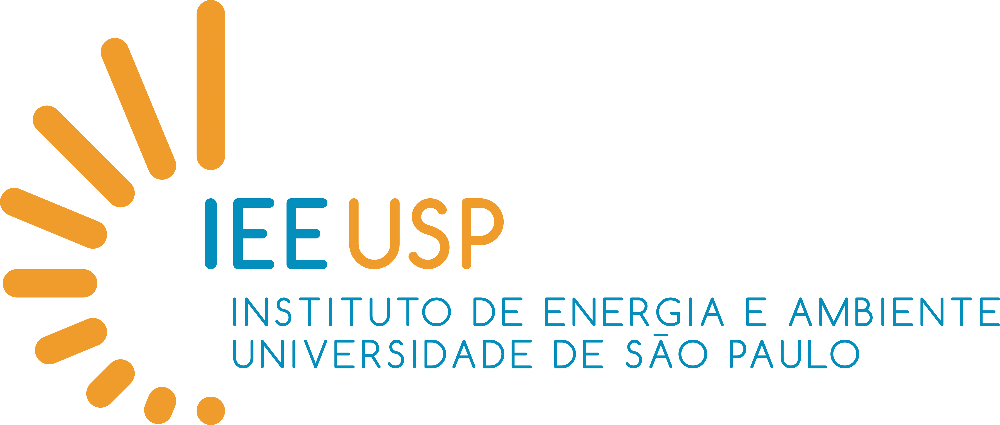 IEE USP
INSTITUTO DE ENERGIA E AMBIENTE
UNIVERSIDADE DE SÃO PAULO